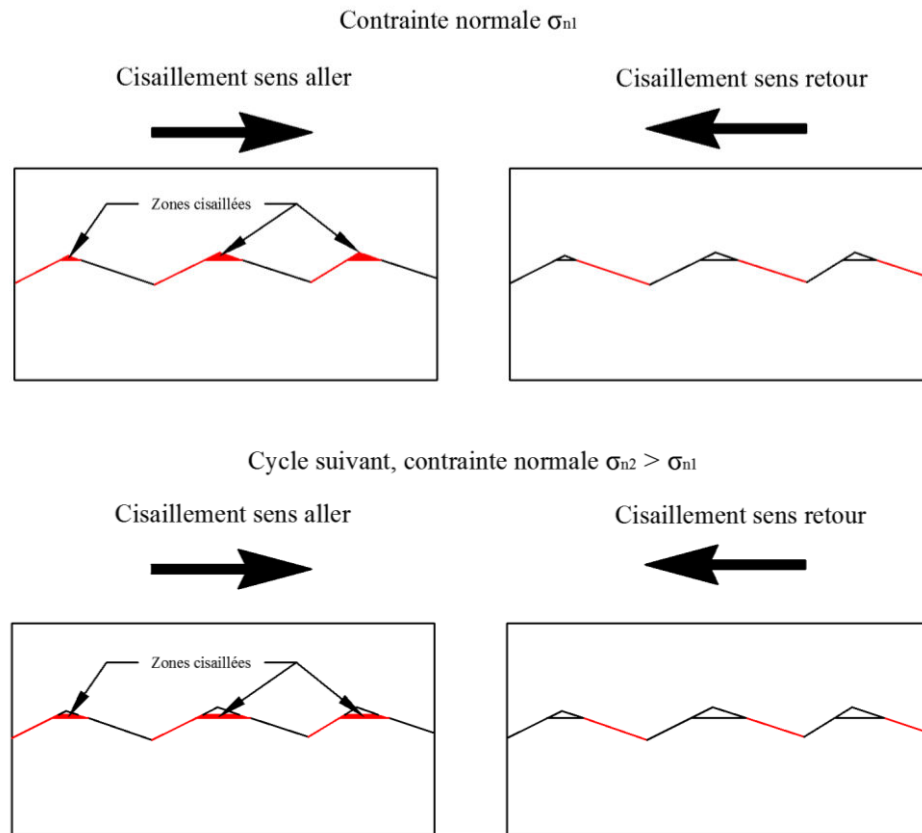 Contrainte normale σn1
Cisaillement sens aller
Cisaillement sens retour
Zones cisaillées
Cycle suivant, contrainte normale σn2 > σn1
Cisaillement sens aller
Cisaillement sens retour
Zones cisaillées